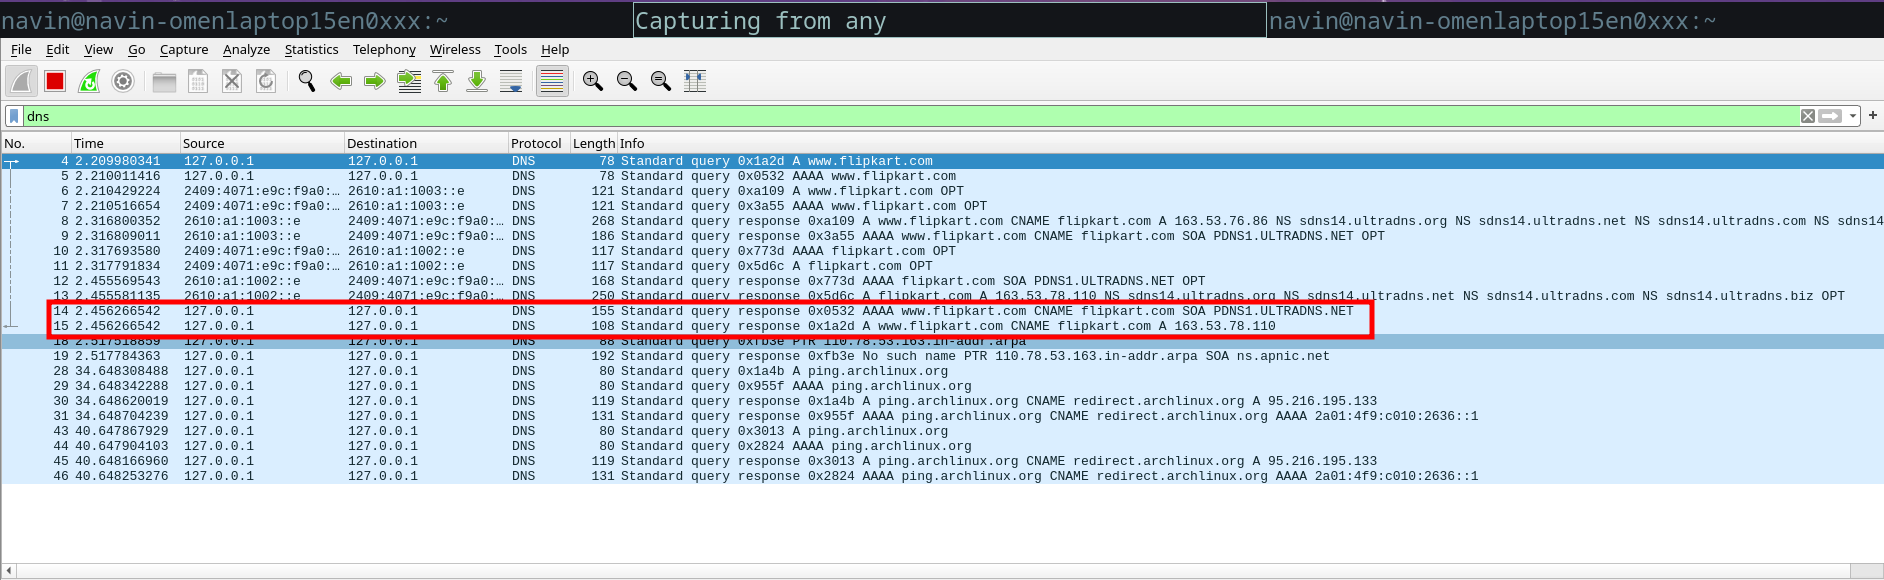 navin@navin-omenlaptop15en0xxx:~ Capturing from any navin@navin-omenlaptop15en0xxx:~
File Edit View Go Capture Analyze Statistics Telephony Wireless Tools Help
dns
No. Time Source Destination Protocol Length Info
4 2.209980341 127.0.0.1 127.0.0.1 DNS 78 Standard query 0x1a2d A www.flipkart.com
5 2.210011416 127.0.0.1 127.0.0.1 DNS 78 Standard query 0x0532 AAAA www.flipkart.com
6 2.210429224 2409:4071:e9c:f9a0:… 2610:a1:1003::e DNS 121 Standard query 0xa109 A www.flipkart.com OPT
7 2.210516654 2409:4071:e9c:f9a0:… 2610:a1:1003::e DNS 121 Standard query 0x3a55 AAAA www.flipkart.com OPT
8 2.316800352 2610:a1:1003::e 2409:4071:e9c:f9a0:… DNS 268 Standard query response 0xa109 A www.flipkart.com CNAME flipkart.com A 163.53.76.86 NS sdns14.ultradns.org NS sdns14.ultradns.net NS sdns14.ultradns.com NS sdns14
9 2.316809011 2610:a1:1003::e 2409:4071:e9c:f9a0:… DNS 186 Standard query response 0x3a55 AAAA www.flipkart.com CNAME flipkart.com SOA PDNS1.ULTRADNS.NET OPT
10 2.317693580 2409:4071:e9c:f9a0:… 2610:a1:1002::e DNS 117 Standard query 0x773d AAAA flipkart.com OPT
11 2.317791834 2409:4071:e9c:f9a0:… 2610:a1:1002::e DNS 117 Standard query 0x5d6c A flipkart.com OPT
12 2.455569543 2610:a1:1002::e 2409:4071:e9c:f9a0:… DNS 168 Standard query response 0x773d AAAA flipkart.com SOA PDNS1.ULTRADNS.NET OPT
13 2.455581135 2610:a1:1002::e 2409:4071:e9c:f9a0:… DNS 250 Standard query response 0x5d6c A flipkart.com A 163.53.78.110 NS sdns14.ultradns.org NS sdns14.ultradns.net NS sdns14.ultradns.com NS sdns14.ultradns.biz OPT
14 2.456266542 127.0.0.1 127.0.0.1 DNS 155 Standard query response 0x0532 AAAA www.flipkart.com CNAME flipkart.com SOA PDNS1.ULTRADNS.NET
15 2.456266542 127.0.0.1 127.0.0.1 DNS 108 Standard query response 0x1a2d A www.flipkart.com CNAME flipkart.com A 163.53.78.110
18 2.517518859 127.0.0.1 127.0.0.1 DNS 88 Standard query 0xfb3e PTR 110.78.53.163.in-addr.arpa
19 2.517784363 127.0.0.1 127.0.0.1 DNS 192 Standard query response 0xfb3e No such name PTR 110.78.53.163.in-addr.arpa SOA ns.apnic.net
28 34.648308488 127.0.0.1 127.0.0.1 DNS 80 Standard query 0x1a4b A ping.archlinux.org
29 34.648342288 127.0.0.1 127.0.0.1 DNS 80 Standard query 0x955f AAAA ping.archlinux.org
30 34.648620019 127.0.0.1 127.0.0.1 DNS 119 Standard query response 0x1a4b A ping.archlinux.org CNAME redirect.archlinux.org A 95.216.195.133
31 34.648704239 127.0.0.1 127.0.0.1 DNS 131 Standard query response 0x955f AAAA ping.archlinux.org CNAME redirect.archlinux.org AAAA 2a01:4f9:c010:2636::1
43 40.647867929 127.0.0.1 127.0.0.1 DNS 80 Standard query 0x3013 A ping.archlinux.org
44 40.647904103 127.0.0.1 127.0.0.1 DNS 80 Standard query 0x2824 AAAA ping.archlinux.org
45 40.648166960 127.0.0.1 127.0.0.1 DNS 119 Standard query response 0x3013 A ping.archlinux.org CNAME redirect.archlinux.org A 95.216.195.133
46 40.648253276 127.0.0.1 127.0.0.1 DNS 131 Standard query response 0x2824 AAAA ping.archlinux.org CNAME redirect.archlinux.org AAAA 2a01:4f9:c010:2636::1